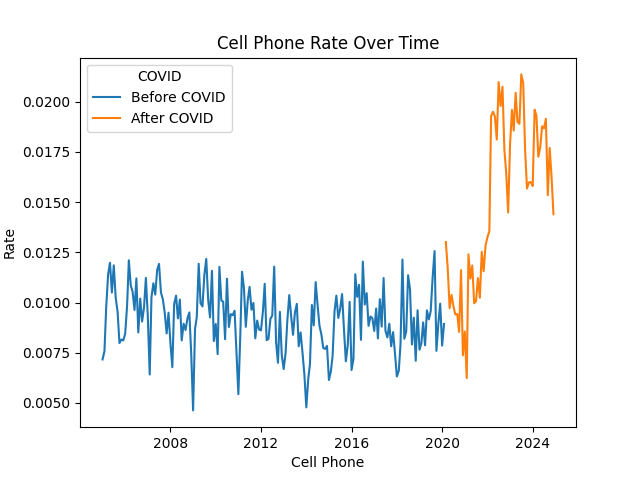 Cell Phone Rate Over Time
COVID
Before COVID
After COVID
0.0200
0.0175
0.0150
0.0125
0.0100
0.0075
0.0050
Rate
2008
2012
2016
2020
2024
Cell Phone